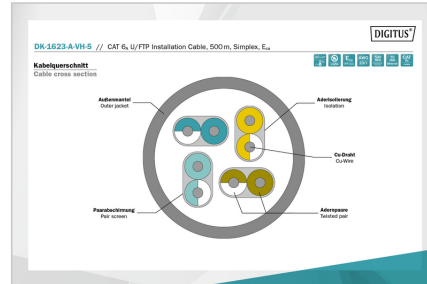 DIGITUS®
DK-1623-A-VH-5 // CAT 6A U/FTP Installation Cable, 500 m, Simplex, Eca
Kabelquerschnitt
Cable cross section
Außenmantel
Outer jacket
Aderisolierung
Isolation
Cu-Draht
Cu-Wire
Paarabschirmung
Pair screen
Adernpaare
Twisted pair